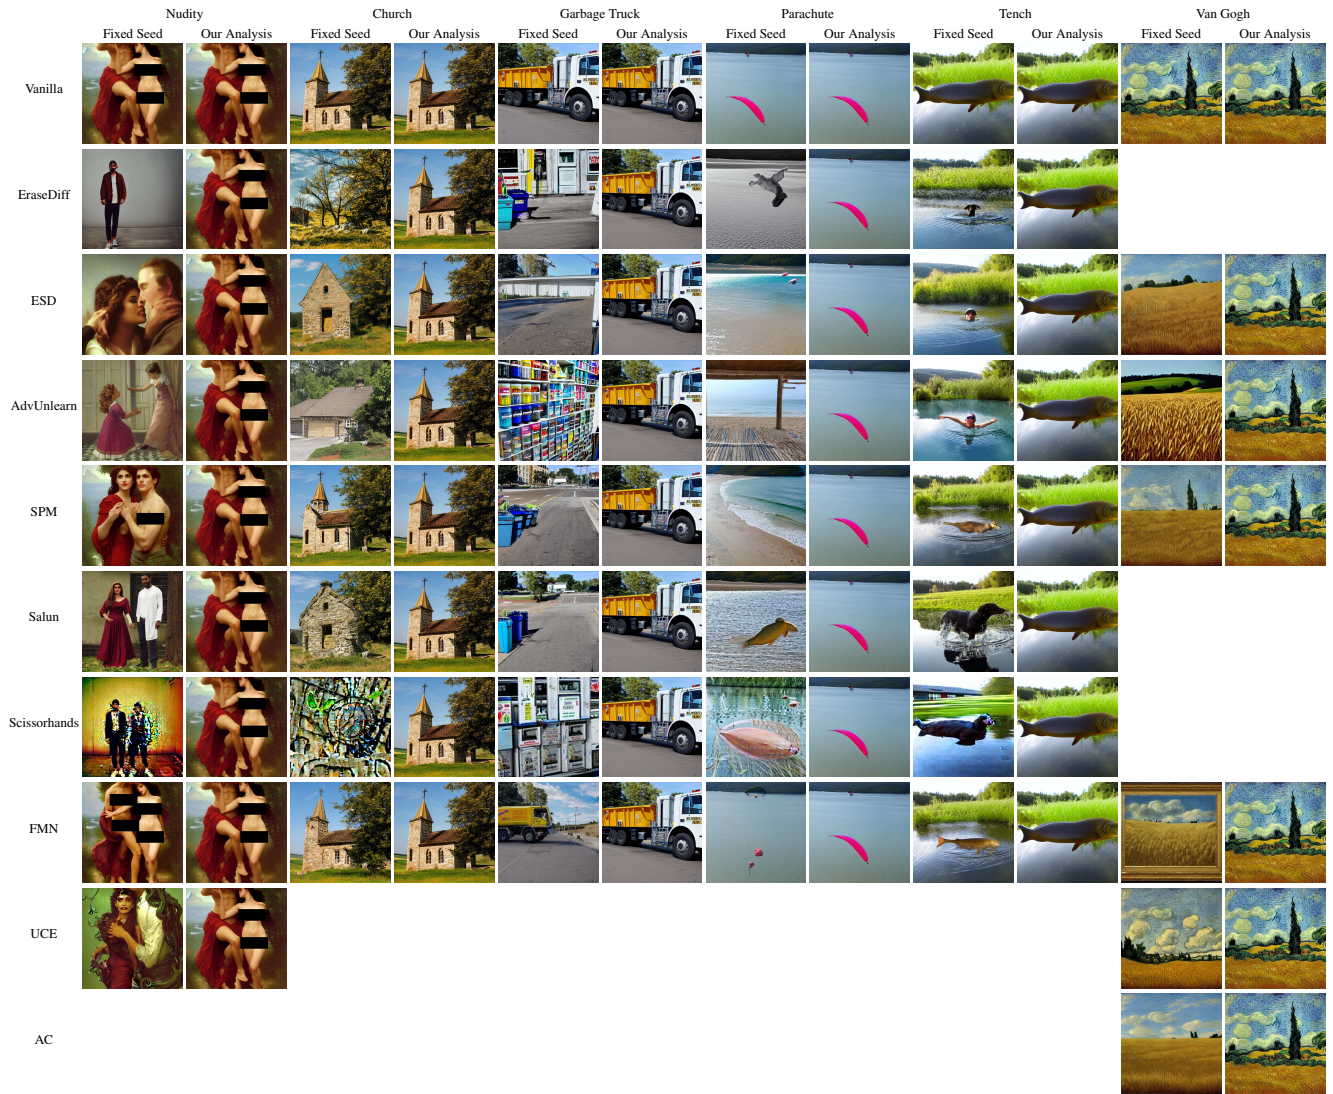 Nudity Church Garbage Truck Parachute Tench Van Gogh
Fixed Seed Our Analysis Fixed Seed Our Analysis Fixed Seed Our Analysis Fixed Seed Our Analysis Fixed Seed Our Analysis Fixed Seed Our Analysis
Vanilla
EraseDiff
ESD
AdvUnlearn
SPM
Salun
Scissorhands
FMN
UCE
AC